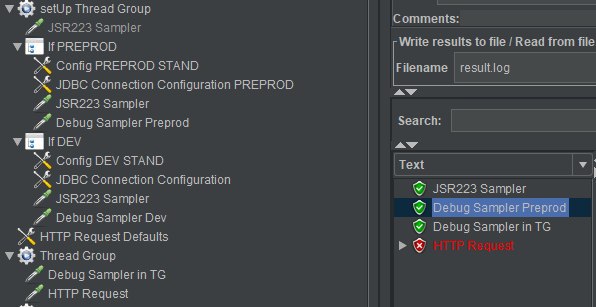 setUp Thread Group
JSR223 Sampler
If PREPROD
Config PREPROD STAND
JDBC Connection Configuration PREPROD
JSR223 Sampler
Debug Sampler Preprod
If DEV
Config DEV STAND
JDBC Connection Configuration
JSR223 Sampler
Debug Sampler Dev
HTTP Request Defaults
Thread Group
Debug Sampler in TG
HTTP Request
Comments:
Write results to file / Read from file
Filename result.log
Search:
Text
JSR223 Sampler
Debug Sampler Preprod
Debug Sampler in TG
HTTP Request